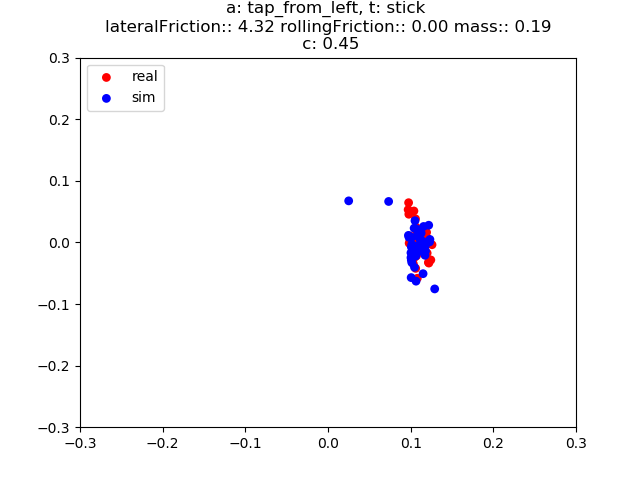 a: tap_from_left, t: stick
lateralFriction:: 4.32 rollingFriction:: 0.00 mass:: 0.19
c: 0.45
real
sim
0.3
0.2
0.1
0.0
−0.1
−0.2
−0.3
−0.3
−0.2
−0.1
0.0
0.1
0.2
0.3